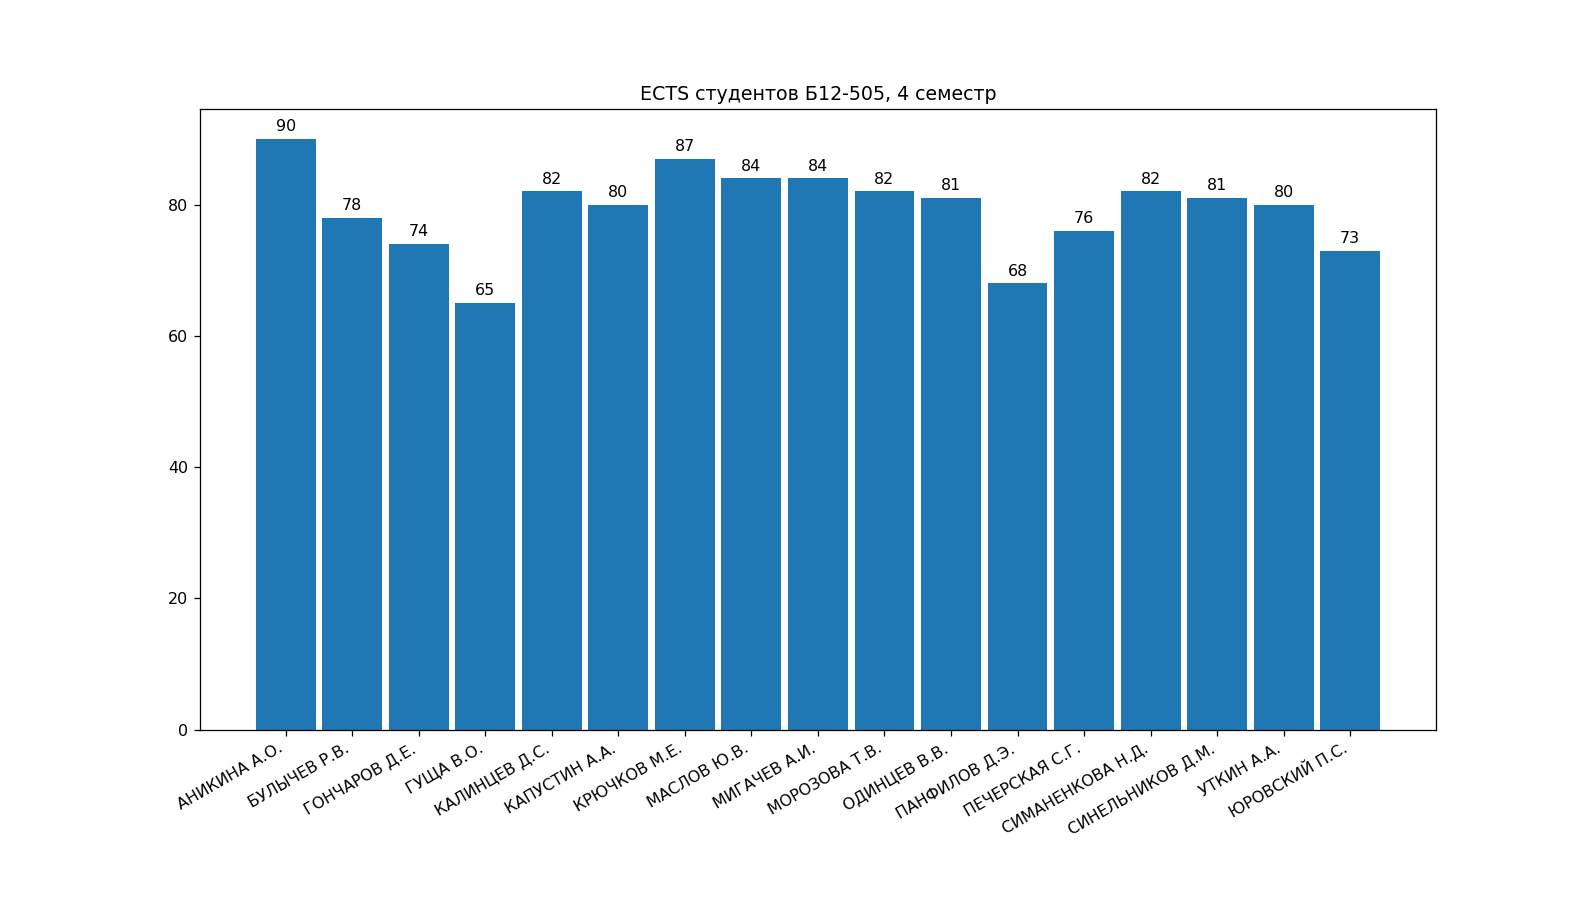 ECTS студентов Б12-505, 4 семестр
90
78
74
65
82
80
87
84
84
82
81
68
76
82
81
80
73
80
60
40
20
0
АНИКИНА А.О.
БУЛЫЧЕВ Р.В.
ГОНЧАРОВ Д.Е.
ГУЩА В.О.
КАЛИНЦЕВ Д.С.
КАПУСТИН А.А.
КРЮЧКОВ М.Е.
МАСЛОВ Ю.В.
МИГАЧЕВ А.И.
МОРОЗОВА Т.В.
ОДИНЦЕВ В.В.
ПАНФИЛОВ Д.Э.
ПЕЧЕРСКАЯ С.Г.
СИМАНЕНКОВА Н.Д.
СИНЕЛЬНИКОВ Д.М.
УТКИН А.А.
ЮРОВСКИЙ П.С.